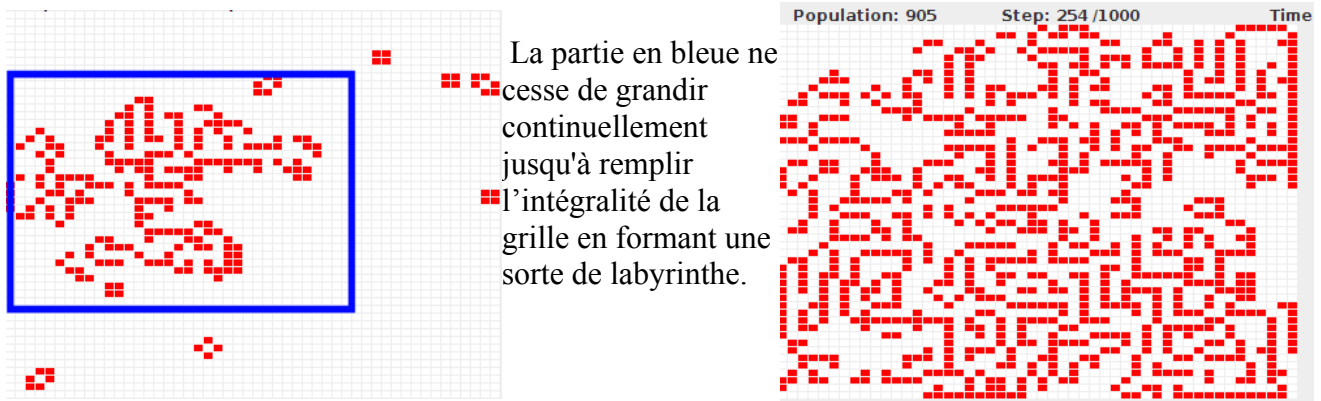 Population: 905 Step: 254 /1000 Time
La partie en bleue ne
cesse de grandir
continuellement
jusqu'à remplir
l’intégralité de la
grille en formant une
sorte de labyrinthe.